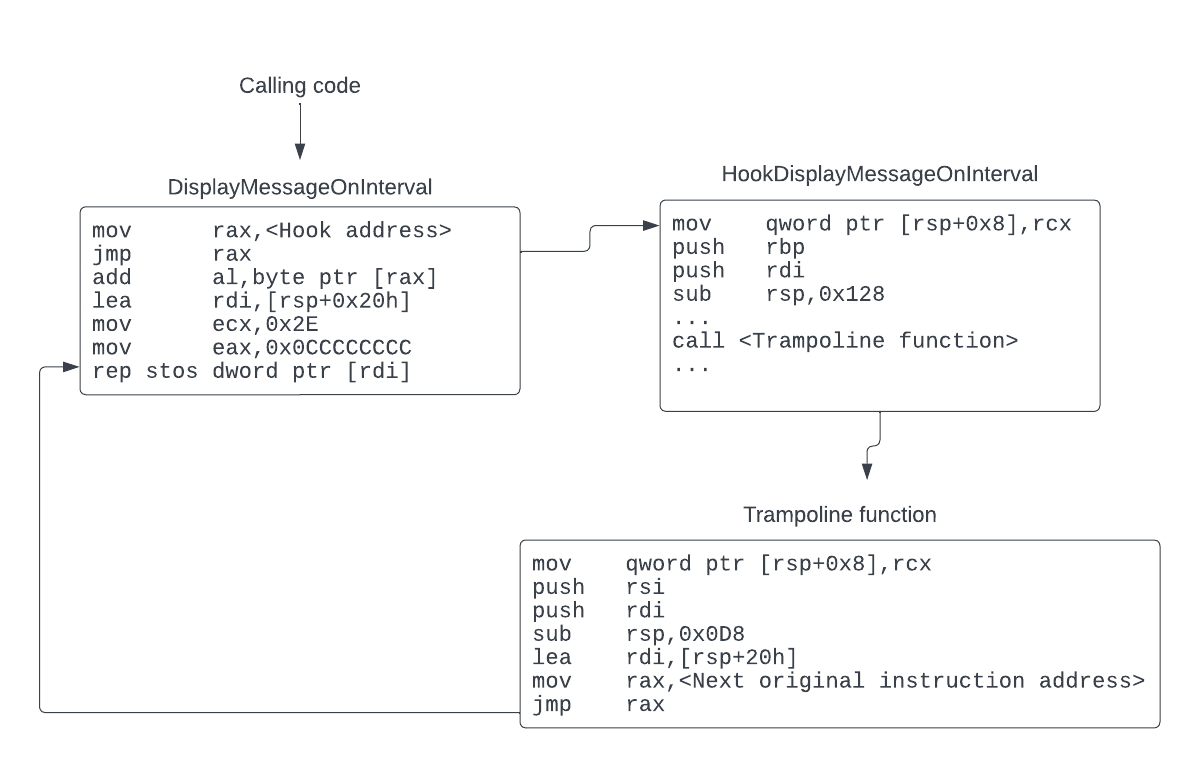 Calling code
DisplayMessageOnInterval
mov      rax,<Hook address>
jmp      rax
add      al,byte ptr [rax]
lea      rdi,[rsp+0x20h]
mov      ecx,0x2E
mov      eax,0x0CCCCCCCC
rep stos dword ptr [rdi]
HookDisplayMessageOnInterval
mov    qword ptr [rsp+0x8],rcx
push   rbp
push   rdi
sub    rsp,0x128
...
call <Trampoline function>
...
Trampoline function
mov    qword ptr [rsp+0x8],rcx
push   rsi
push   rdi
sub    rsp,0x0D8
lea    rdi,[rsp+20h]
mov    rax,<Next original instruction address>
jmp    rax